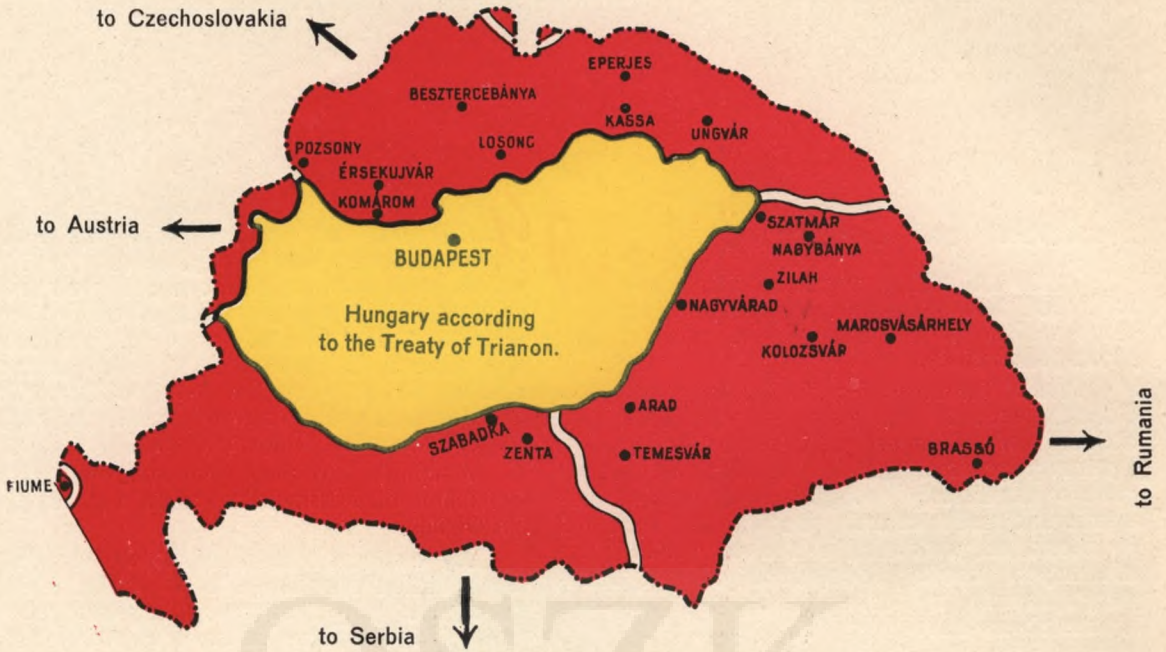 to Czechoslovakia
EPERJES
BESZTERCEBÁNYA
KASSA
UNGVÁR
LOSONC
POZSONY
ÉRSEKUJVÁR
KOMÁROM
to Austria
SZATMÁR
NAGYBÁNYA
BUDAPEST
ZILAH
NAGYVÁRAD
Hungary according
to the Treaty of Trianon.
MAROSVÁSÁRHELY
KOLOZSVÁR
ARAD
SZABADKA
ZENTA
TEMESVÁR
BRASSÓ
to Rumania
FIUME
to Serbia
OSZK